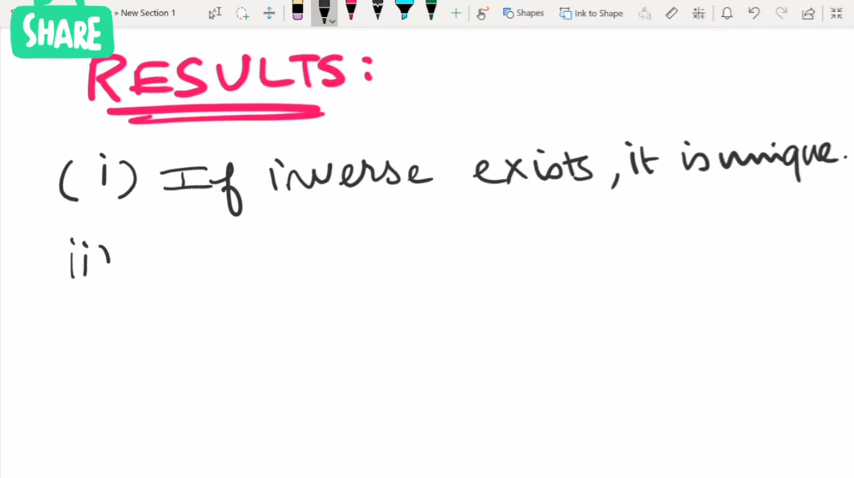 » New Section 1
Shapes
Ink to Shape
SHARE
RESULTS:
(i) If inverse exists, it is unique.
ii)